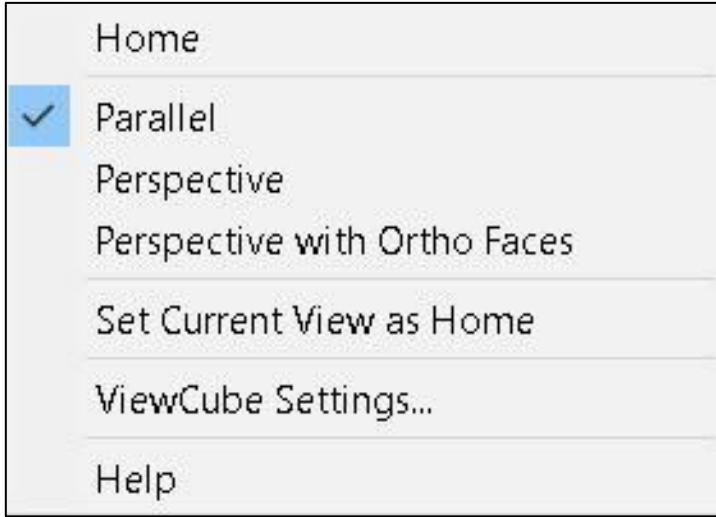 Home
Parallel
Perspective
Perspective with Ortho Faces
Set Current View as Home
ViewCube Settings...
Help